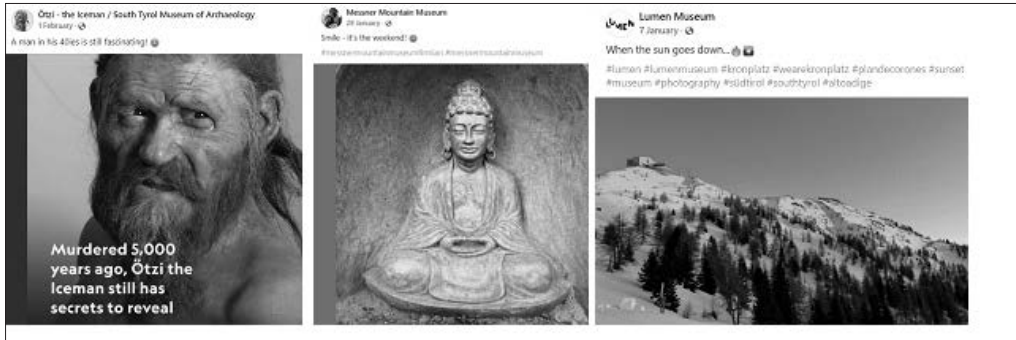 Ötzi - the Iceman / South Tyrol Museum of Archaeology
1 February
A man in his 40ies is still fascinating!
Murdered 5,000
years ago, Ötzi the
Iceman still has
secrets to reveal
Messner Mountain Museum
January
Smile - it's the weekend!
LUMEN
Lumen Museum
7 January
When the sun goes down...
#lumen #lumenmuseum #kronplatz #wearekronplatz #plandecorones #sunset
#museum #photography #südtirol #southtyrol #altoadige